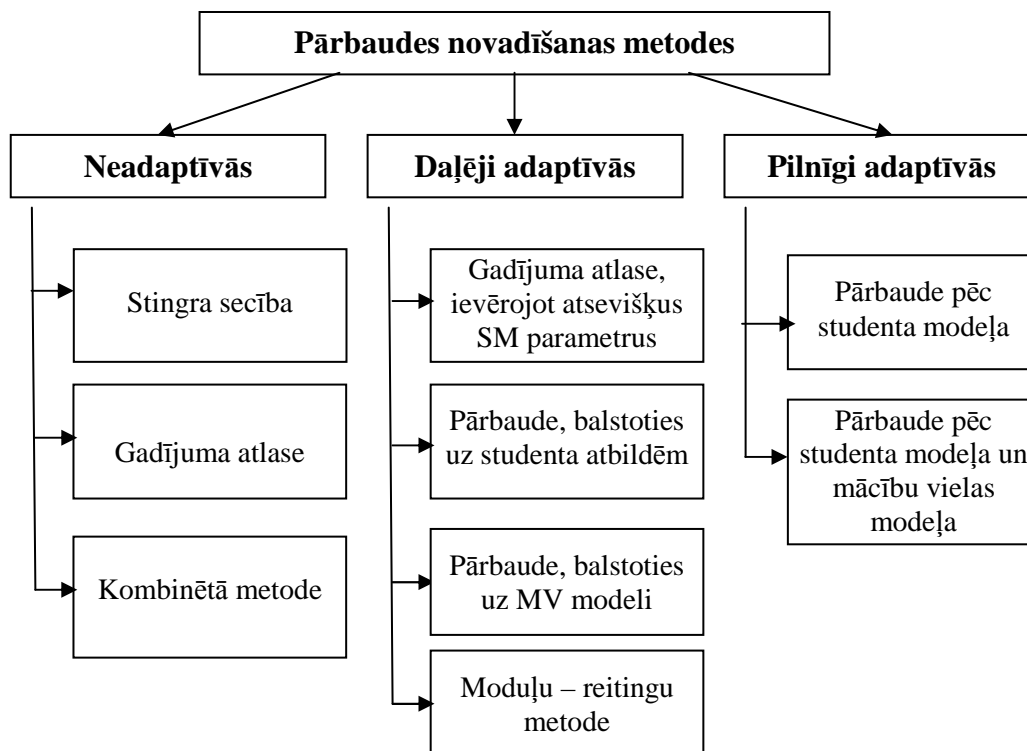 Pārbaudes novadīšanas metodes
Neadaptīvās
Stingra secība
Gadījuma atlase
Kombinētā metode
Daļēji adaptīvās
Gadījuma atlase,
ievērojot atsevišķus
SM parametrus
Pārbaude, balstoties
uz studenta atbildēm
Pārbaude, balstoties
uz MV modeli
Moduļu – reitingu
metode
Pilnīgi adaptīvās
Pārbaude pēc
studenta modeļa
Pārbaude pēc
studenta modeļa un
mācību vielas
modeļa